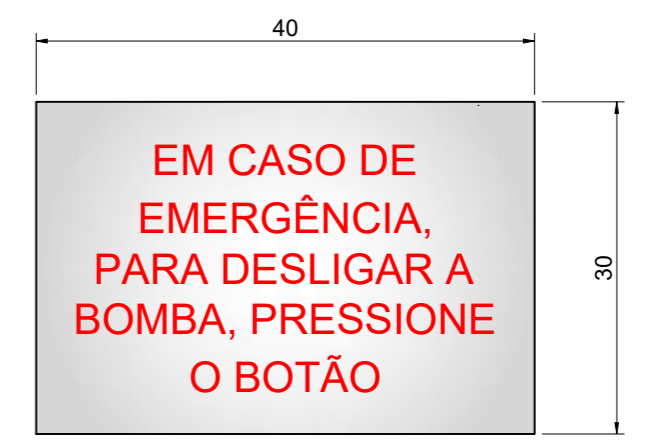 40
EM CASO DE
EMERGÊNCIA,
PARA DESLIGAR A
BOMBA, PRESSIONE
O BOTÃO
30